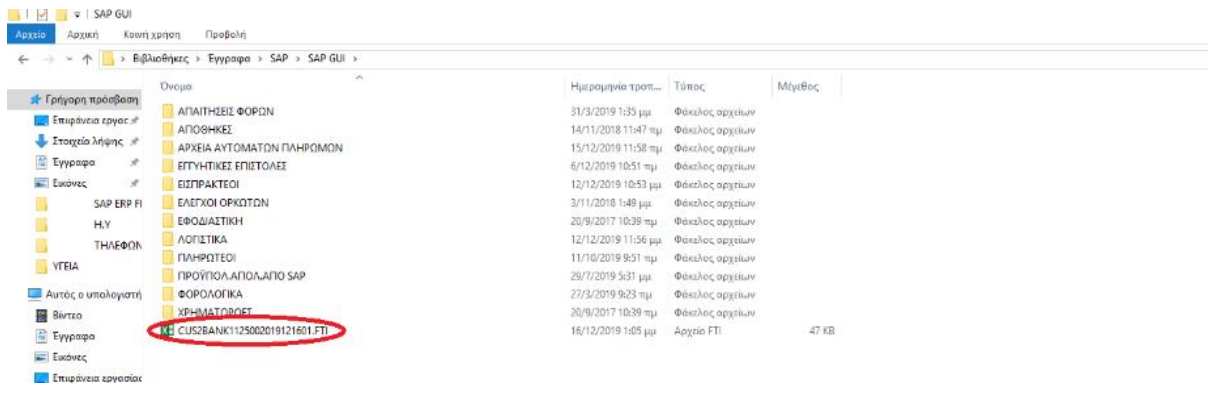 SAP GUI
Αρχείο Αρχική Κοινή χρήση Προβολή
Βιβλιοθήκες > Έγγραφα > SAP > SAP GUI >
Όνομα Ημερομηνία τροπ... Τύπος Μέγεθος
Γρήγορη πρόσβαση
Επιφάνεια εργας
Στοιχεία λήψης
Έγγραφα
Εικόνες
SAP ERP FI
H.Y
ΤΗΛΕΦΩΝ
ΥΓΕΙΑ
Αυτός ο υπολογιστή
Βίντεο
Έγγραφα
Εικόνες
Επιφάνεια εργασίας
ΑΠΑΙΤΗΣΕΙΣ ΦΟΡΩΝ 31/3/2019 1:35 μμ Φάκελος αρχείων
ΑΠΟΘΗΚΕΣ 14/11/2018 11:47 πμ Φάκελος αρχείων
ΑΡΧΕΙΑ ΑΥΤΟΜΑΤΩΝ ΠΛΗΡΩΜΩΝ 15/12/2019 11:58 πμ Φάκελος αρχείων
ΕΓΓΥΗΤΙΚΕΣ ΕΠΙΣΤΟΛΕΣ 6/12/2019 10:51 πμ Φάκελος αρχείων
ΕΙΣΠΡΑΚΤΕΟΙ 12/12/2019 10:53 μμ Φάκελος αρχείων
ΕΛΕΓΧΟΙ ΟΡΚΩΤΩΝ 3/11/2018 1:49 μμ Φάκελος αρχείων
ΕΦΟΔΙΑΣΤΙΚΗ 20/9/2017 10:39 πμ Φάκελος αρχείων
ΛΟΓΙΣΤΙΚΑ 12/12/2019 11:56 μμ Φάκελος αρχείων
ΠΛΗΡΩΤΕΟΙ 11/10/2019 9:51 πμ Φάκελος αρχείων
ΠΡΟΫΠΟΛ.ΑΠΟΛ.ΑΠΟ SAP 29/7/2019 5:31 μμ Φάκελος αρχείων
ΦΟΡΟΛΟΓΙΚΑ 27/3/2019 9:23 πμ Φάκελος αρχείων
ΧΡΗΜΑΤΟΡΟΕΣ 20/9/2017 10:39 πμ Φάκελος αρχείων
CUS2BANK1125002019121601.FTI 16/12/2019 1:05 μμ Αρχείο FTI 47 KB